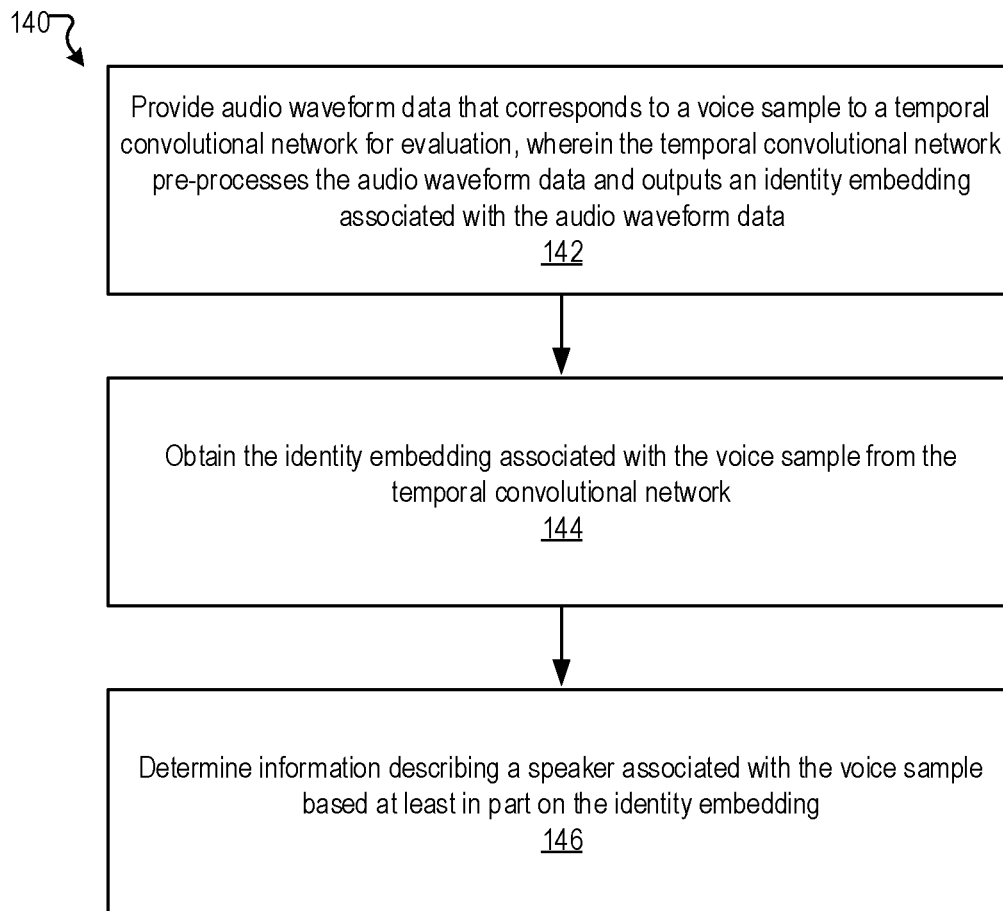 140
Provide audio waveform data that corresponds to a voice sample to a temporal
convolutional network for evaluation, wherein the temporal convolutional network
pre-processes the audio waveform data and outputs an identity embedding
associated with the audio waveform data
142
Obtain the identity embedding associated with the voice sample from the
temporal convolutional network
144
Determine information describing a speaker associated with the voice sample
based at least in part on the identity embedding
146